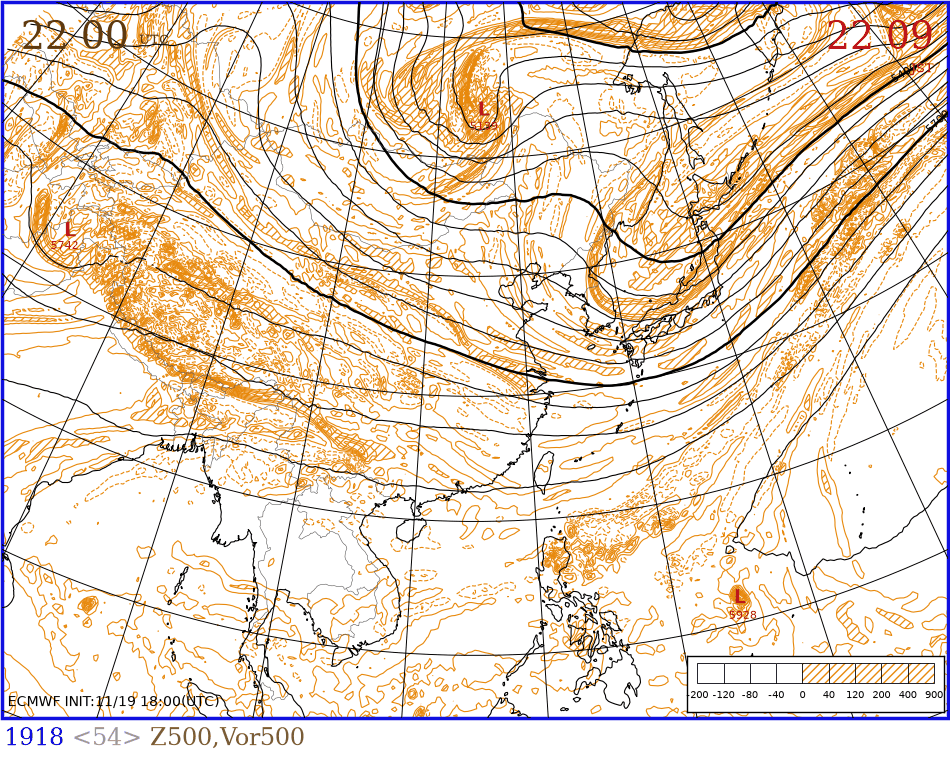 22 00 UTC
22 09
JST
L
L
5742
L
5928
-200 -120 -80 -40 0 40 120 200 400 900
ECMWF INIT:11/19 18:00(UTC)
1918 <54> Z500,Vor500